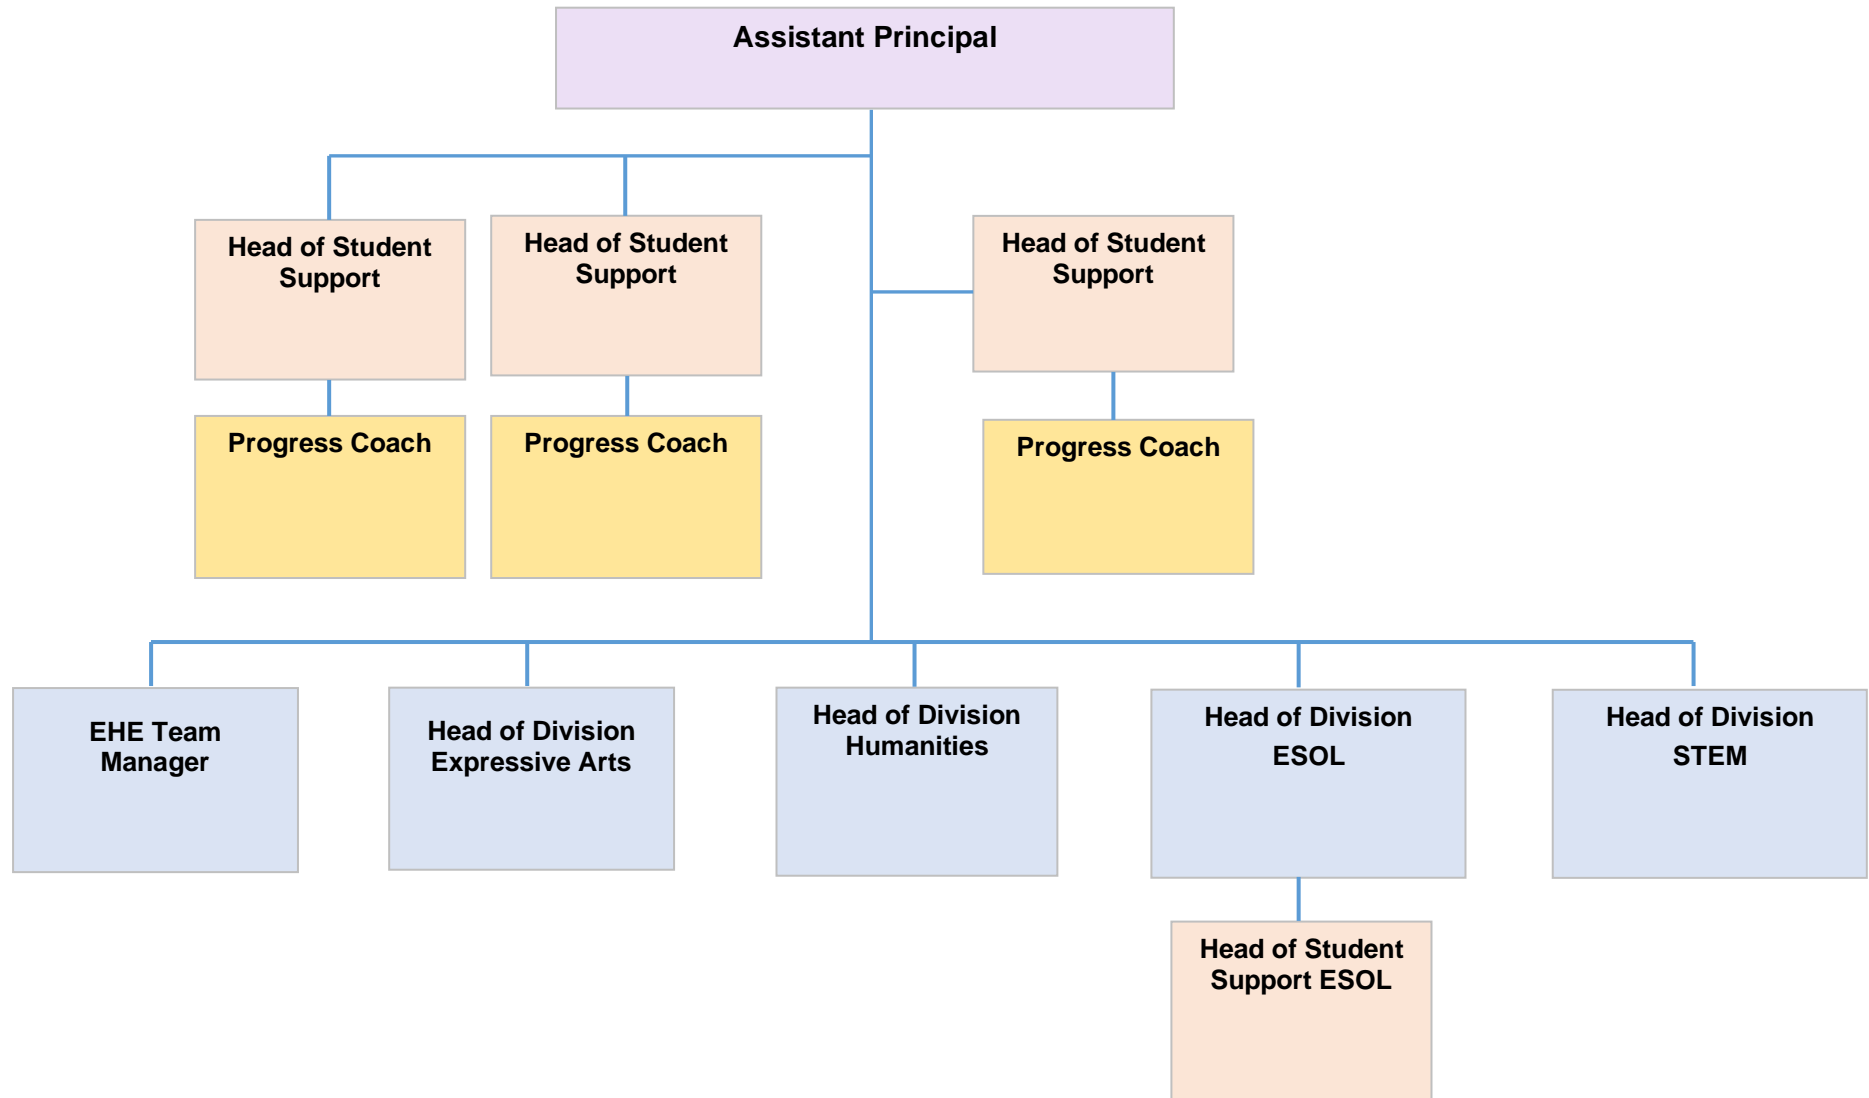 Assistant Principal
Head of Student
Support
Head of Student
Support
Head of Student
Support
Progress Coach
Progress Coach
Progress Coach
EHE Team
Manager
Head of Division
Expressive Arts
Head of Division
Humanities
Head of Division
ESOL
Head of Division
STEM
Head of Student
Support ESOL